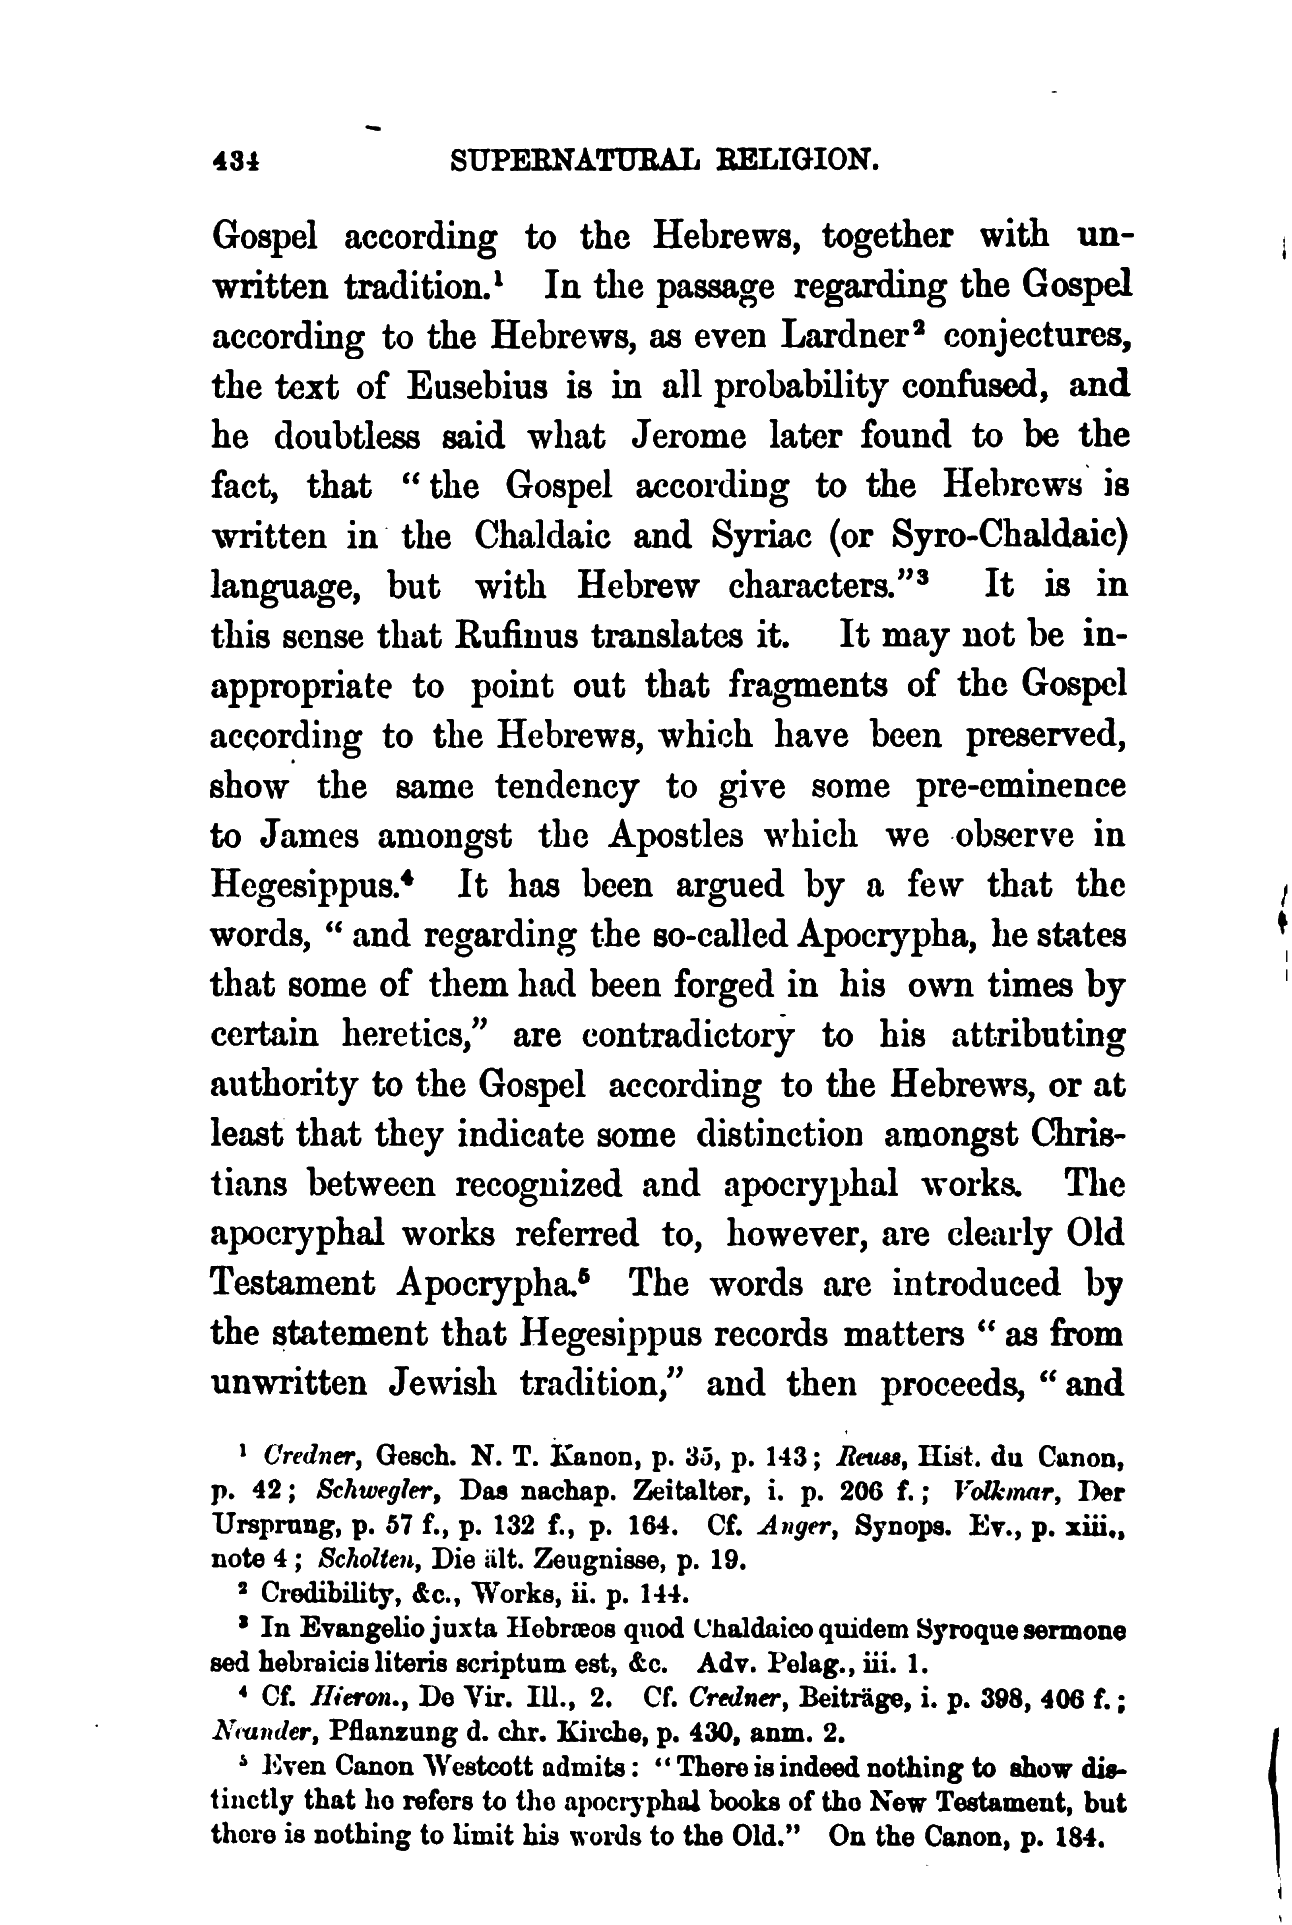 434 SUPERNATURAL RELIGION.
Gospel according to the Hebrews, together with un-
written tradition.¹ In the passage regarding the Gospel
according to the Hebrews, as even Lardner² conjectures,
the text of Eusebius is in all probability confused, and
he doubtless said what Jerome later found to be the
fact, that “the Gospel according to the Hebrews is
written in the Chaldaic and Syriac (or Syro-Chaldaic)
language, but with Hebrew characters.”³ It is in
this sense that Rufinus translates it. It may not be in-
appropriate to point out that fragments of the Gospel
according to the Hebrews, which have been preserved,
show the same tendency to give some pre-eminence
to James amongst the Apostles which we observe in
Hegesippus.⁴ It has been argued by a few that the
words, “and regarding the so-called Apocrypha, he states
that some of them had been forged in his own times by
certain heretics,” are contradictory to his attributing
authority to the Gospel according to the Hebrews, or at
least that they indicate some distinction amongst Chris-
tians between recognized and apocryphal works. The
apocryphal works referred to, however, are clearly Old
Testament Apocrypha.⁵ The words are introduced by
the statement that Hegesippus records matters “as from
unwritten Jewish tradition,” and then proceeds, “and
¹ Credner, Gesch. N. T. Kanon, p. 35, p. 143; Reuss, Hist. du Canon,
p. 42; Schwegler, Das nachap. Zeitalter, i. p. 206 f.; Volkmar, Der
Ursprung, p. 57 f., p. 132 f., p. 164. Cf. Anger, Synops. Ev., p. xiii.,
note 4; Scholten, Die ält. Zeugnisse, p. 19.
² Credibility, &c., Works, ii. p. 144.
³ In Evangelio juxta Hebræos quod Chaldaico quidem Syroque sermone
sed hebraicis literis scriptum est, &c. Adv. Pelag., iii. 1.
⁴ Cf. Hieron., De Vir. Ill., 2. Cf. Credner, Beiträge, i. p. 398, 406 f.;
Neander, Pflanzung d. chr. Kirche, p. 430, anm. 2.
⁵ Even Canon Westcott admits: “There is indeed nothing to show dis-
tinctly that he refers to the apocryphal books of the New Testament, but
there is nothing to limit his words to the Old.” On the Canon, p. 184.